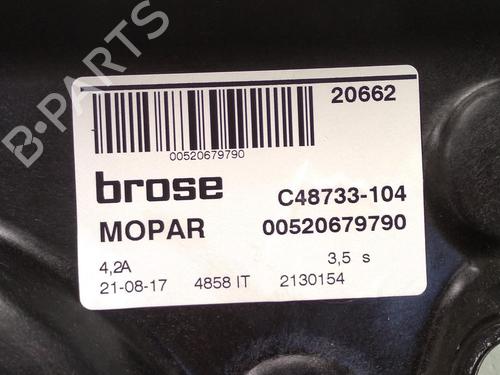 B-PARTS
20662
00520679790
brose
C48733-104
MOPAR
00520679790
4,2A
3,5 s
21-08-17
4858 IT
2130154